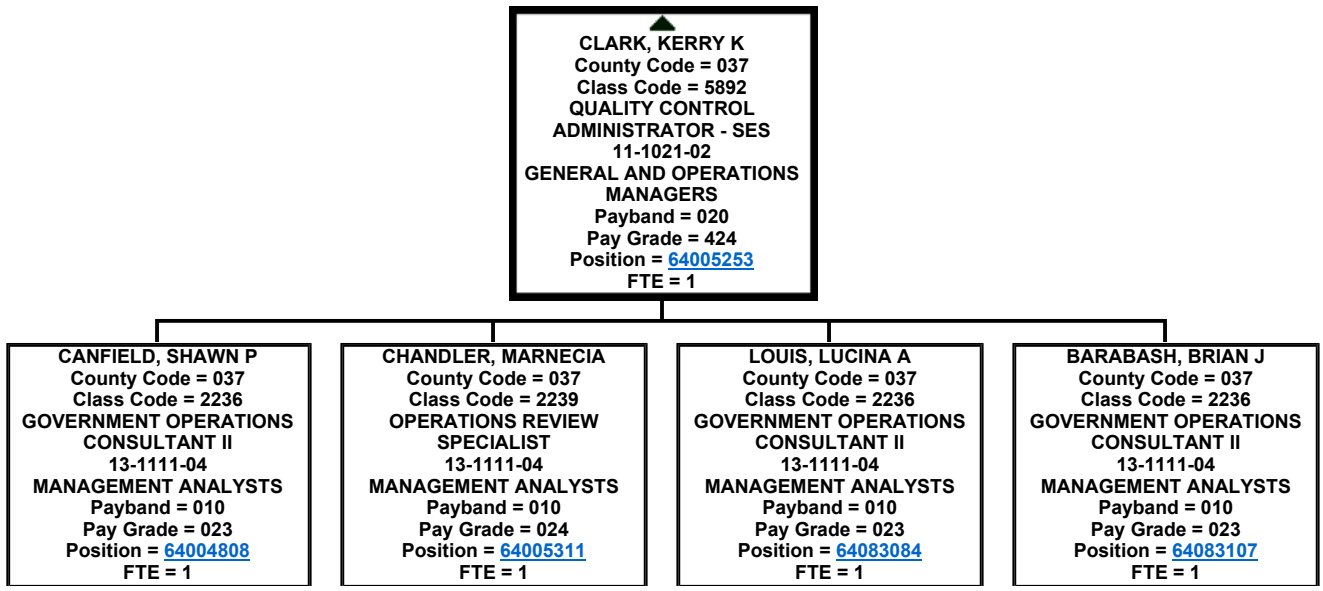 CLARK, KERRY K
County Code = 037
Class Code = 5892
QUALITY CONTROL
ADMINISTRATOR - SES
11-1021-02
GENERAL AND OPERATIONS
MANAGERS
Payband = 020
Pay Grade = 424
Position = 64005253
FTE = 1
CANFIELD, SHAWN P
County Code = 037
Class Code = 2236
GOVERNMENT OPERATIONS
CONSULTANT II
13-1111-04
MANAGEMENT ANALYSTS
Payband = 010
Pay Grade = 023
Position = 64004808
FTE = 1
CHANDLER, MARNECIA
County Code = 037
Class Code = 2239
OPERATIONS REVIEW
SPECIALIST
13-1111-04
MANAGEMENT ANALYSTS
Payband = 010
Pay Grade = 024
Position = 64005311
FTE = 1
LOUIS, LUCINA A
County Code = 037
Class Code = 2236
GOVERNMENT OPERATIONS
CONSULTANT II
13-1111-04
MANAGEMENT ANALYSTS
Payband = 010
Pay Grade = 023
Position = 64083084
FTE = 1
BARABASH, BRIAN J
County Code = 037
Class Code = 2236
GOVERNMENT OPERATIONS
CONSULTANT II
13-1111-04
MANAGEMENT ANALYSTS
Payband = 010
Pay Grade = 023
Position = 64083107
FTE = 1